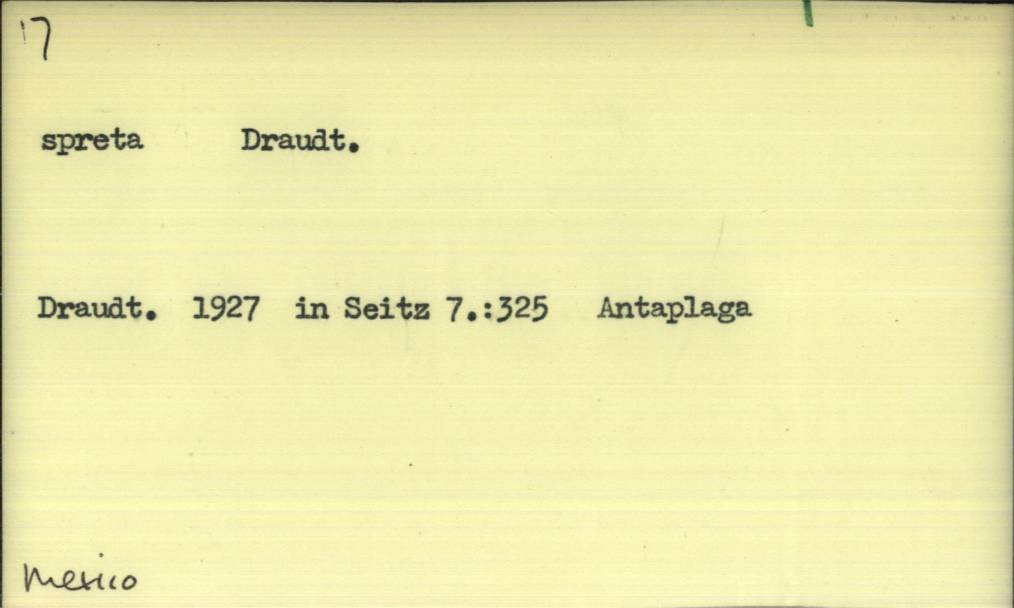 17
spreta Draudt.
Draudt. 1927 in Seitz 7.:325 Antaplaga
Mexico